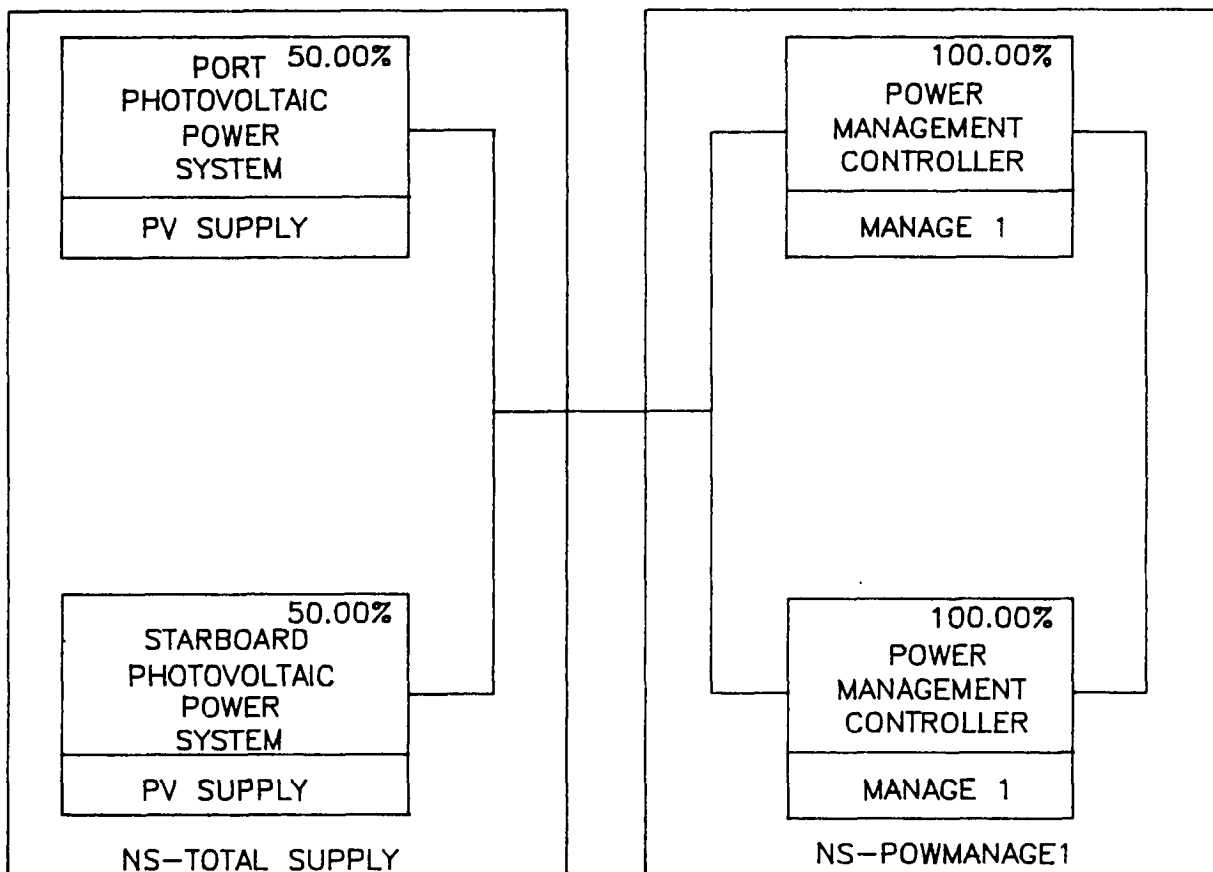 50.00%
PORT
PHOTOVOLTAIC
POWER
SYSTEM
PV SUPPLY
50.00%
STARBOARD
PHOTOVOLTAIC
POWER
SYSTEM
PV SUPPLY
NS-TOTAL SUPPLY
100.00%
POWER
MANAGEMENT
CONTROLLER
MANAGE 1
100.00%
POWER
MANAGEMENT
CONTROLLER
MANAGE 1
NS-POWMANAGE1